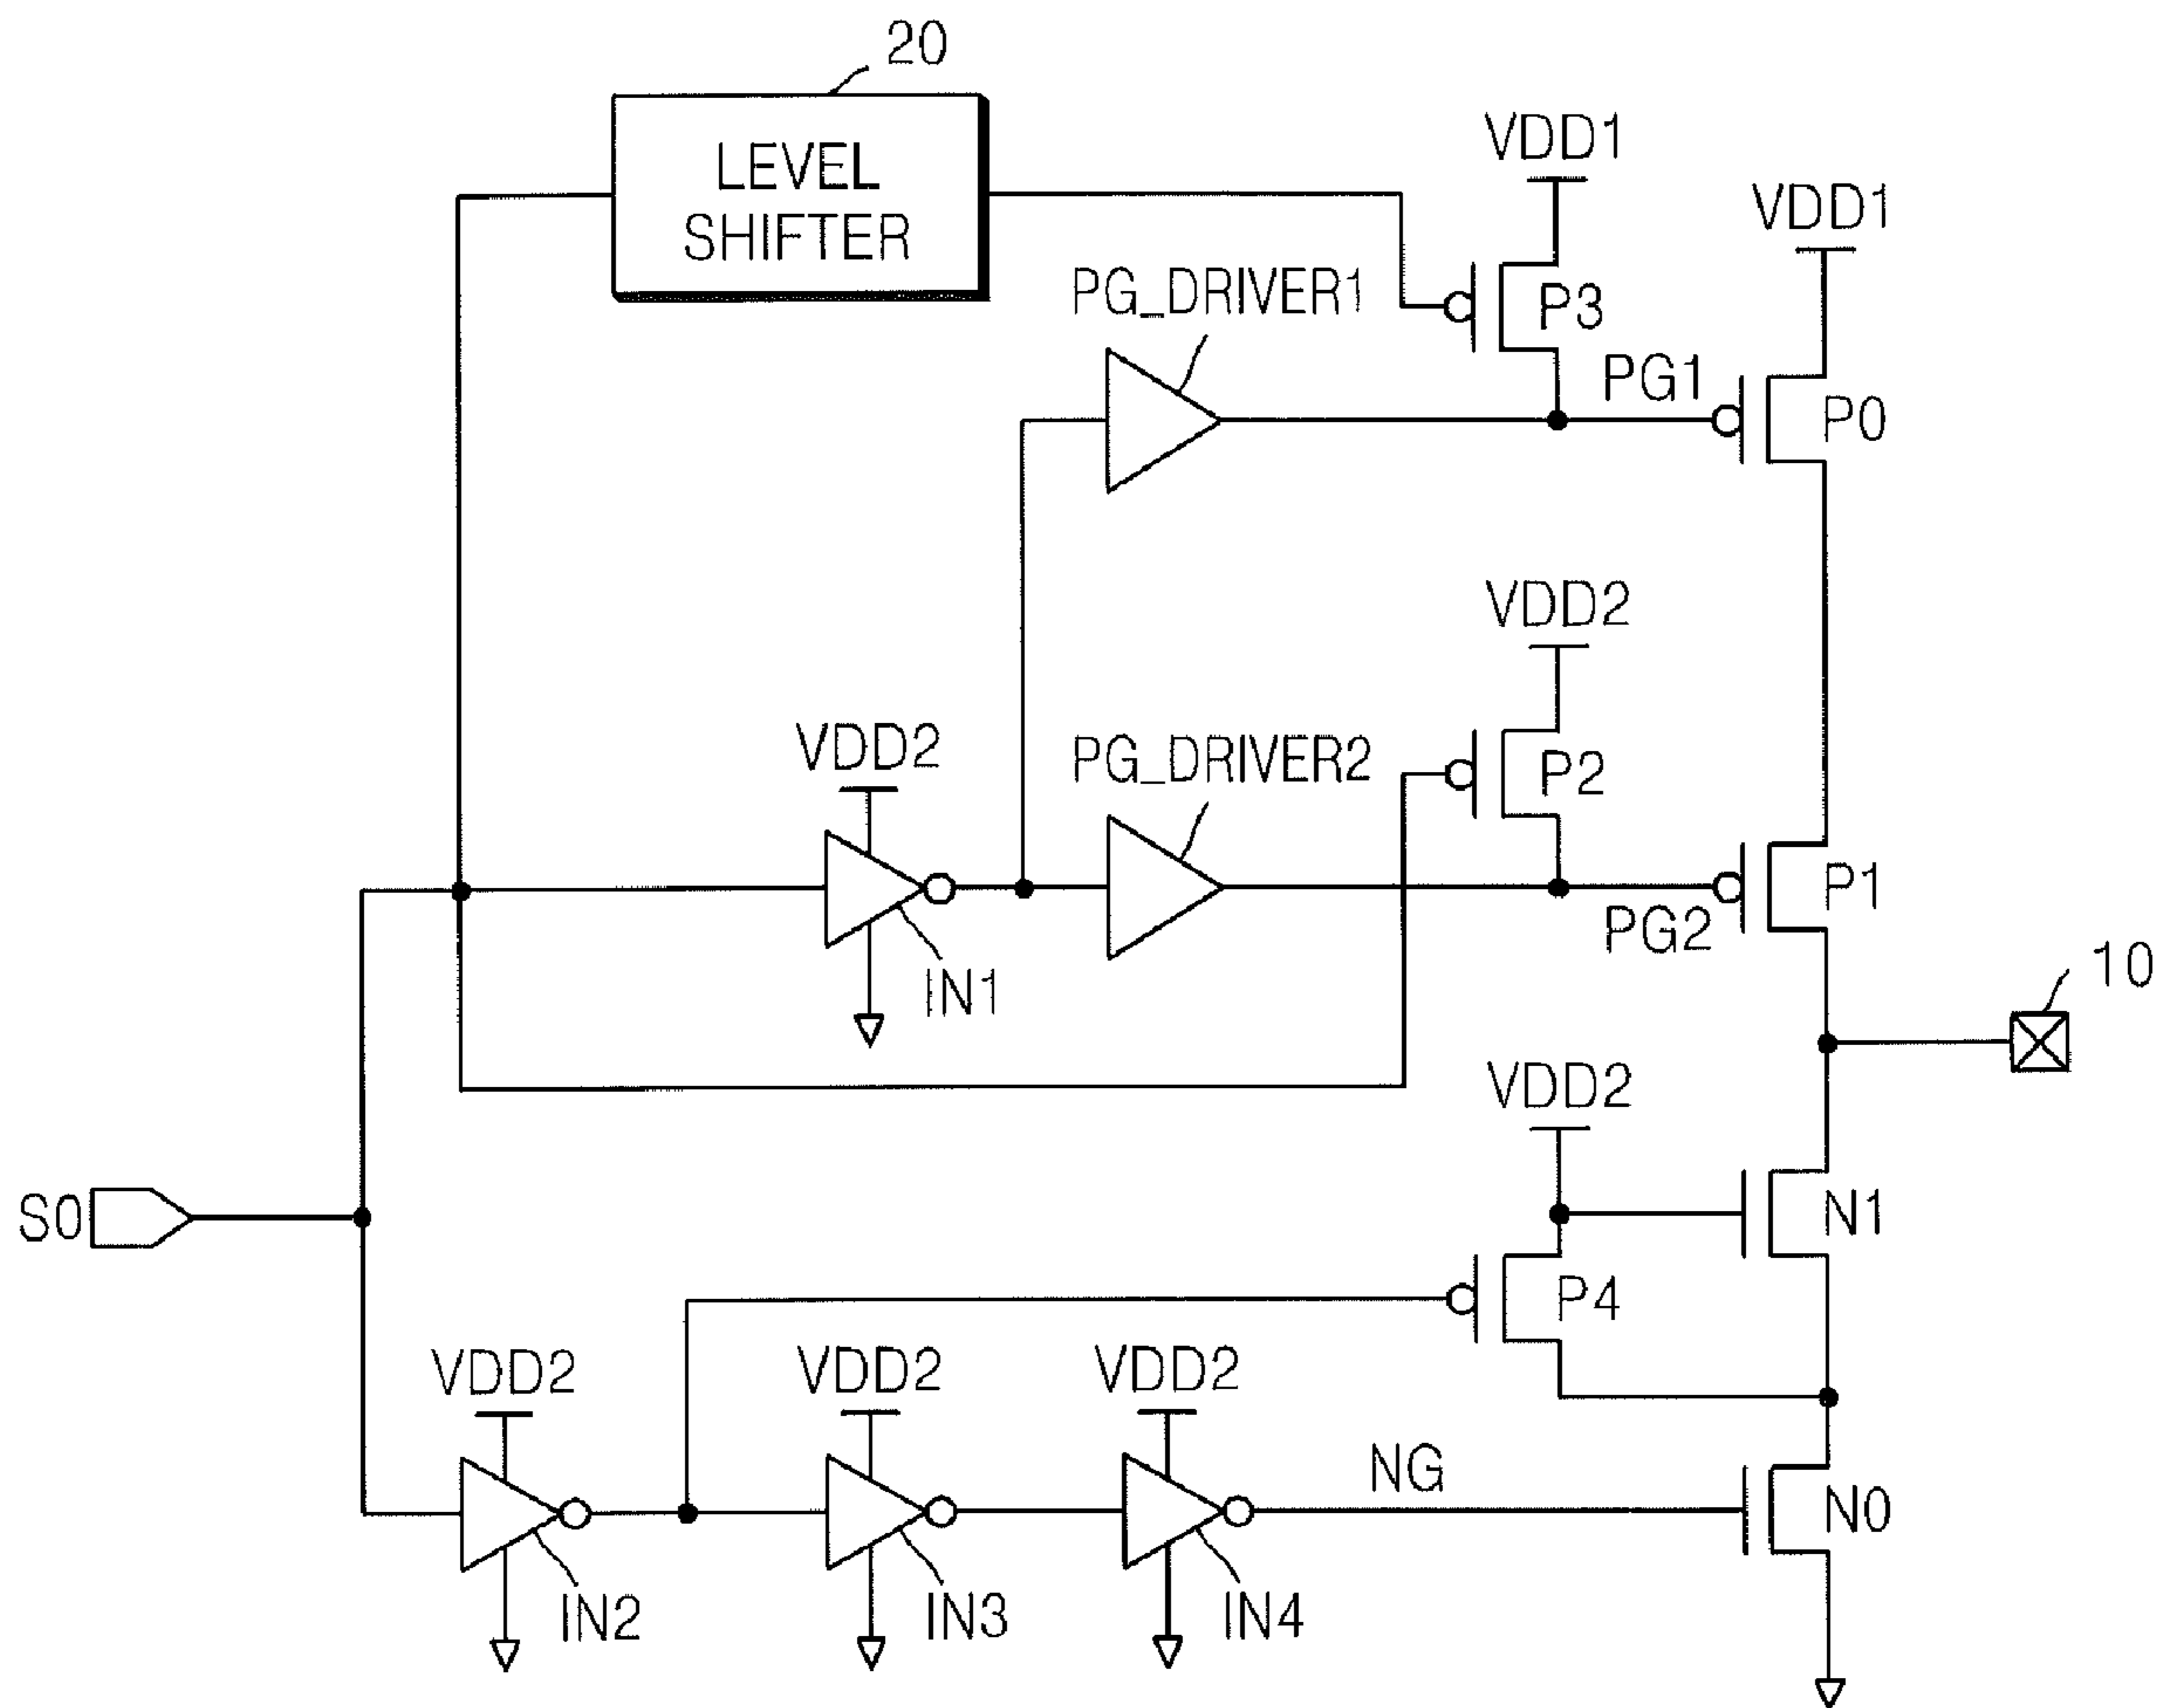 20
LEVEL
SHIFTER
VDD1
VDD1
PG_DRIVER1
P3
PG1
P0
VDD2
VDD2
PG_DRIVER2
P2
P1
PG2
IN1
10
VDD2
S0
N1
P4
VDD2
VDD2
VDD2
NG
N0
IN2
IN3
IN4